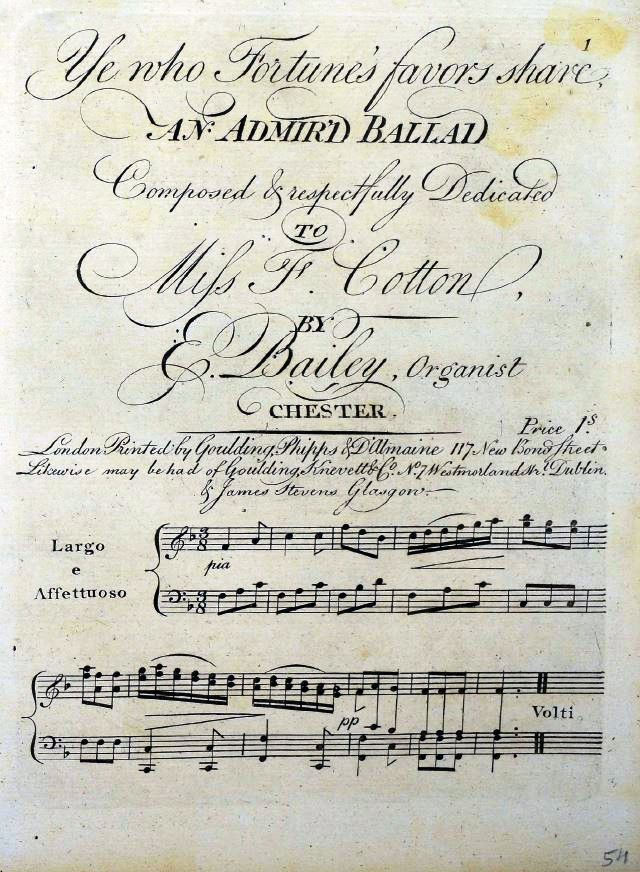 1
Ye who Fortune's favors share,
AN ADMIR'D BALLAD
Composed & respectfully Dedicated
TO
Miſs F. Cotton,
BY
E. Bailey, Organist
CHESTER.
Price 1s
London Printed by Goulding, Phipps & D'Almaine 117 New Bond Street
Likewise may be had of Goulding, Knevett & Co. No. 7 Westmorland Str. Dublin.
& James Stevens Glasgow.
Largo
e
Affettuoso
pia
pp
Volti
54